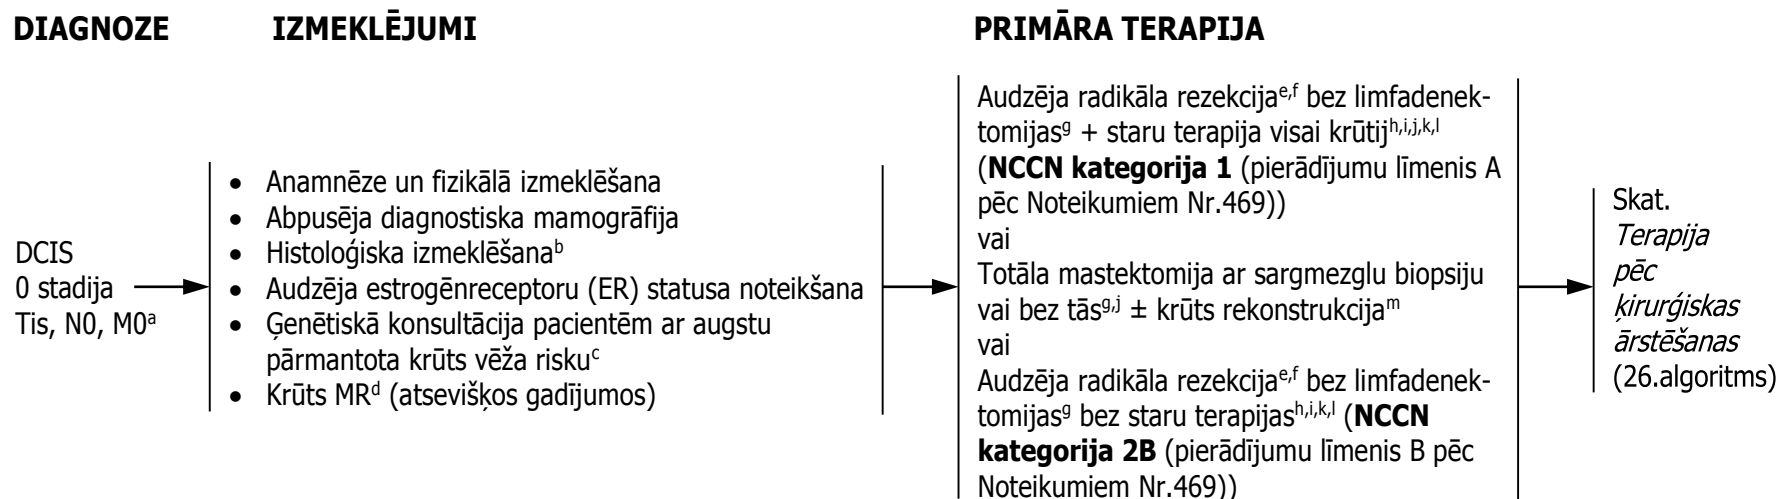 DIAGNOZE
IZMEKLĒJUMI
PRIMĀRA TERAPIJA
DCIS
0 stadija
Tis, N0, M0ᵃ
• Anamnēze un fizikālā izmeklēšana
• Abpusēja diagnostiska mamogrāfija
• Histoloģiska izmeklēšanaᵇ
• Audzēja estrogēnreceptoru (ER) statusa noteikšana
• Ģenētiskā konsultācija pacientēm ar augstu
pārmantota krūts vēža riskuᶜ
• Krūts MRᵈ (atsevišķos gadījumos)
Audzēja radikāla rezekcijaᵉ,ᶠ bez limfadenek-
tomijasᵍ + staru terapija visai krūtijʰ,ⁱ,ʲ,ᵏ,ˡ
(NCCN kategorija 1 (pierādījumu līmenis A
pēc Noteikumiem Nr.469))
vai
Totāla mastektomija ar sargmezglu biopsiju
vai bez tāsᵍ,ʲ ± krūts rekonstrukcijaᵐ
vai
Audzēja radikāla rezekcijaᵉ,ᶠ bez limfadenek-
tomijasᵍ bez staru terapijasʰ,ⁱ,ᵏ,ˡ (NCCN
kategorija 2B (pierādījumu līmenis B pēc
Noteikumiem Nr.469))
Skat.
Terapija
pēc
ķirurģiskas
ārstēšanas
(26.algoritms)